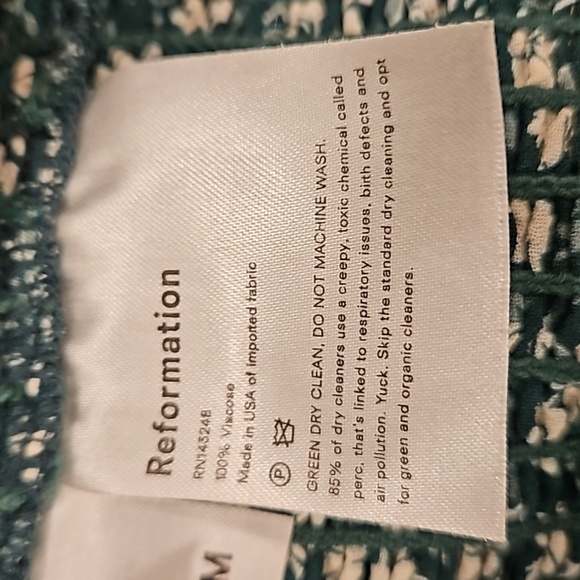 Reformation
RN143248
100% Viscose
Made in USA of imported fabric
P
GREEN DRY CLEAN, DO NOT MACHINE WASH.
85% of dry cleaners use a creepy, toxic chemical called
perc, that's linked to respiratory issues, birth defects and
air pollution. Yuck. Skip the standard dry cleaning and opt
for green and organic cleaners.
M